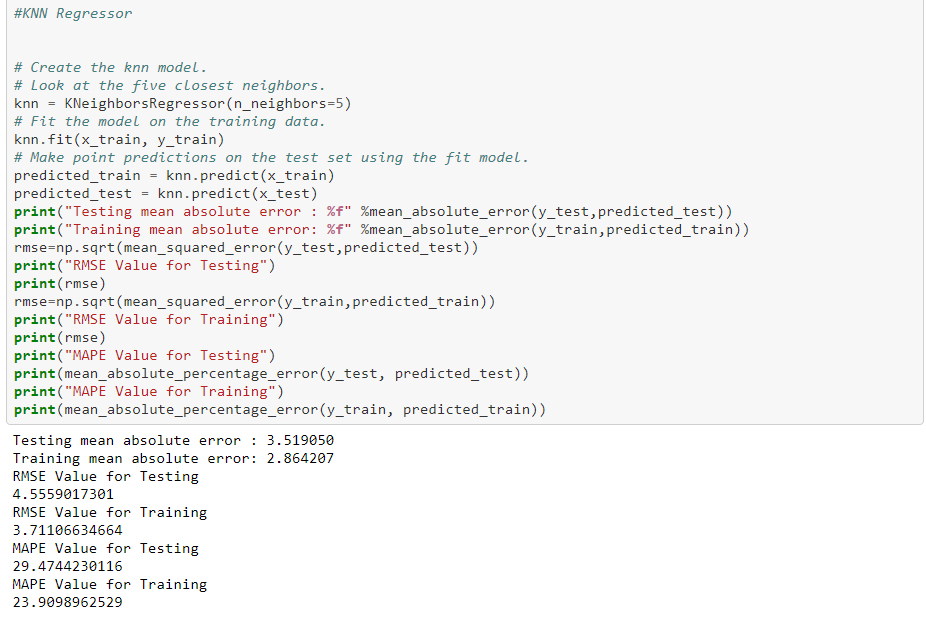 #KNN Regressor
# Create the knn model.
# Look at the five closest neighbors.
knn = KNeighborsRegressor(n_neighbors=5)
# Fit the model on the training data.
knn.fit(x_train, y_train)
# Make point predictions on the test set using the fit model.
predicted_train = knn.predict(x_train)
predicted_test = knn.predict(x_test)
print("Testing mean absolute error : %f" %mean_absolute_error(y_test,predicted_test))
print("Training mean absolute error: %f" %mean_absolute_error(y_train,predicted_train))
rmse=np.sqrt(mean_squared_error(y_test,predicted_test))
print("RMSE Value for Testing")
print(rmse)
rmse=np.sqrt(mean_squared_error(y_train,predicted_train))
print("RMSE Value for Training")
print(rmse)
print("MAPE Value for Testing")
print(mean_absolute_percentage_error(y_test, predicted_test))
print("MAPE Value for Training")
print(mean_absolute_percentage_error(y_train, predicted_train))
Testing mean absolute error : 3.519050
Training mean absolute error: 2.864207
RMSE Value for Testing
4.5559017301
RMSE Value for Training
3.71106634664
MAPE Value for Testing
29.4744230116
MAPE Value for Training
23.9098962529